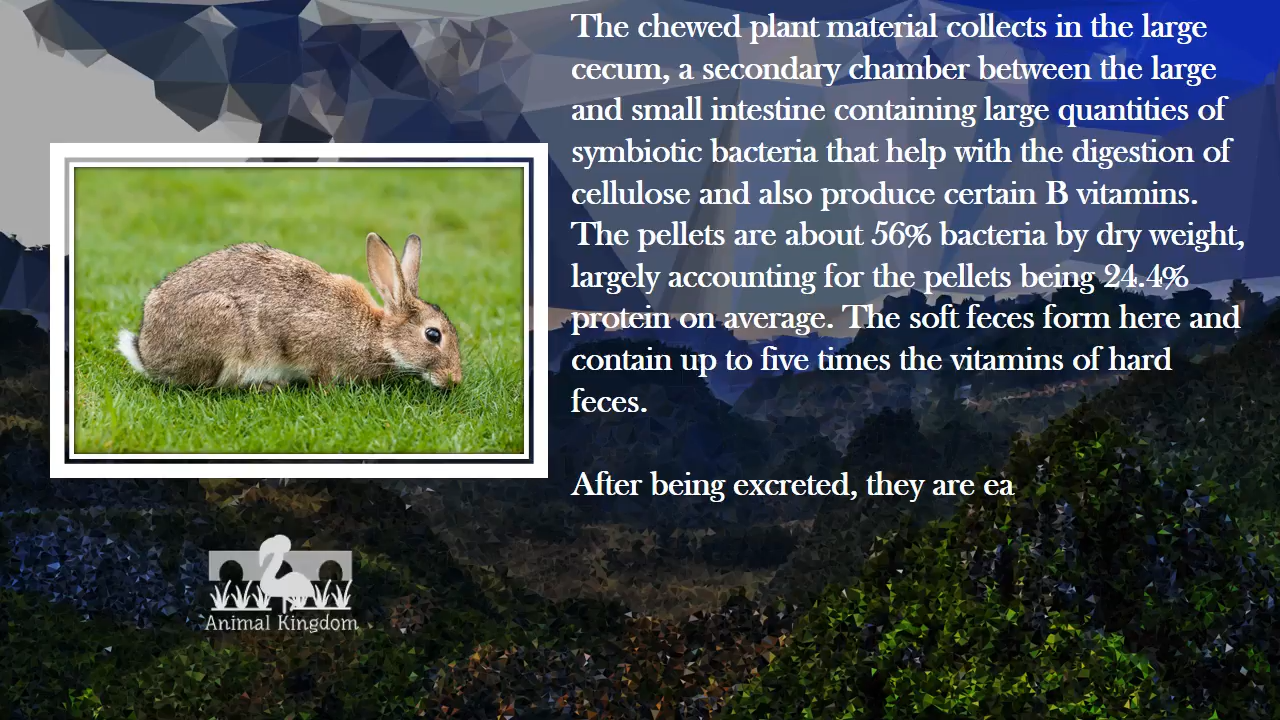 The chewed plant material collects in the large
cecum, a secondary chamber between the large
and small intestine containing large quantities of
symbiotic bacteria that help with the digestion of
cellulose and also produce certain B vitamins.
The pellets are about 56% bacteria by dry weight,
largely accounting for the pellets being 24.4%
protein on average. The soft feces form here and
contain up to five times the vitamins of hard
feces.
After being excreted, they are ea
Animal Kingdom